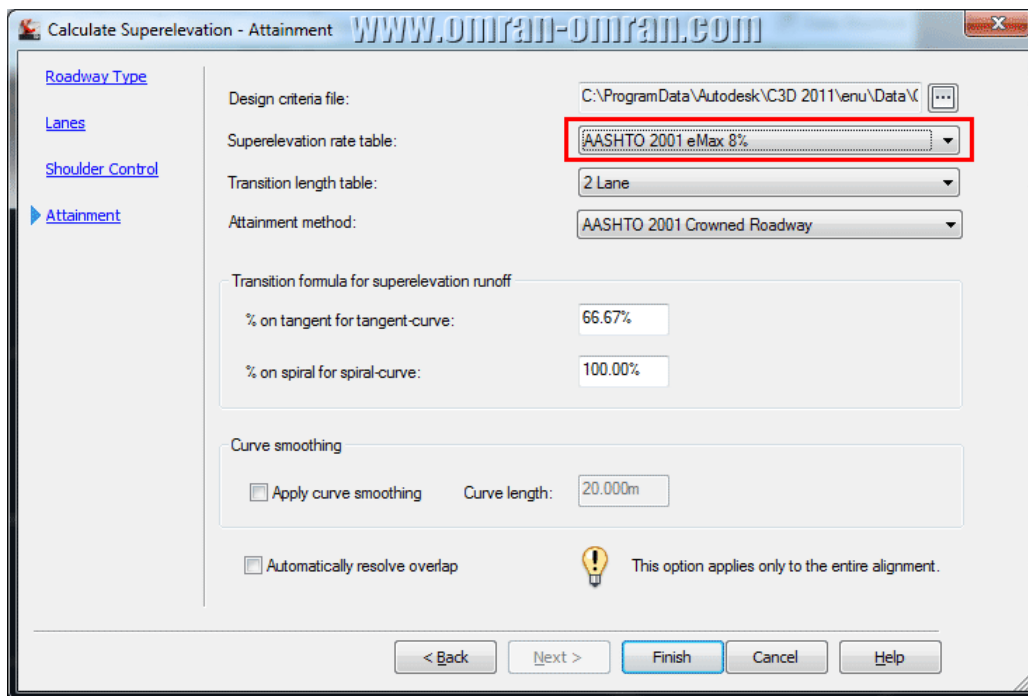 Calculate Superelevation - Attainment
www.omran-omran.com
Roadway Type
Lanes
Shoulder Control
Attainment
Design criteria file:
C:\ProgramData\Autodesk\C3D 2011\enu\Data\
...
Superelevation rate table:
AASHTO 2001 eMax 8%
Transition length table:
2 Lane
Attainment method:
AASHTO 2001 Crowned Roadway
Transition formula for superelevation runoff
% on tangent for tangent-curve:
66.67%
% on spiral for spiral-curve:
100.00%
Curve smoothing
Apply curve smoothing
Curve length:
20.000m
Automatically resolve overlap
This option applies only to the entire alignment.
< Back
Next >
Finish
Cancel
Help